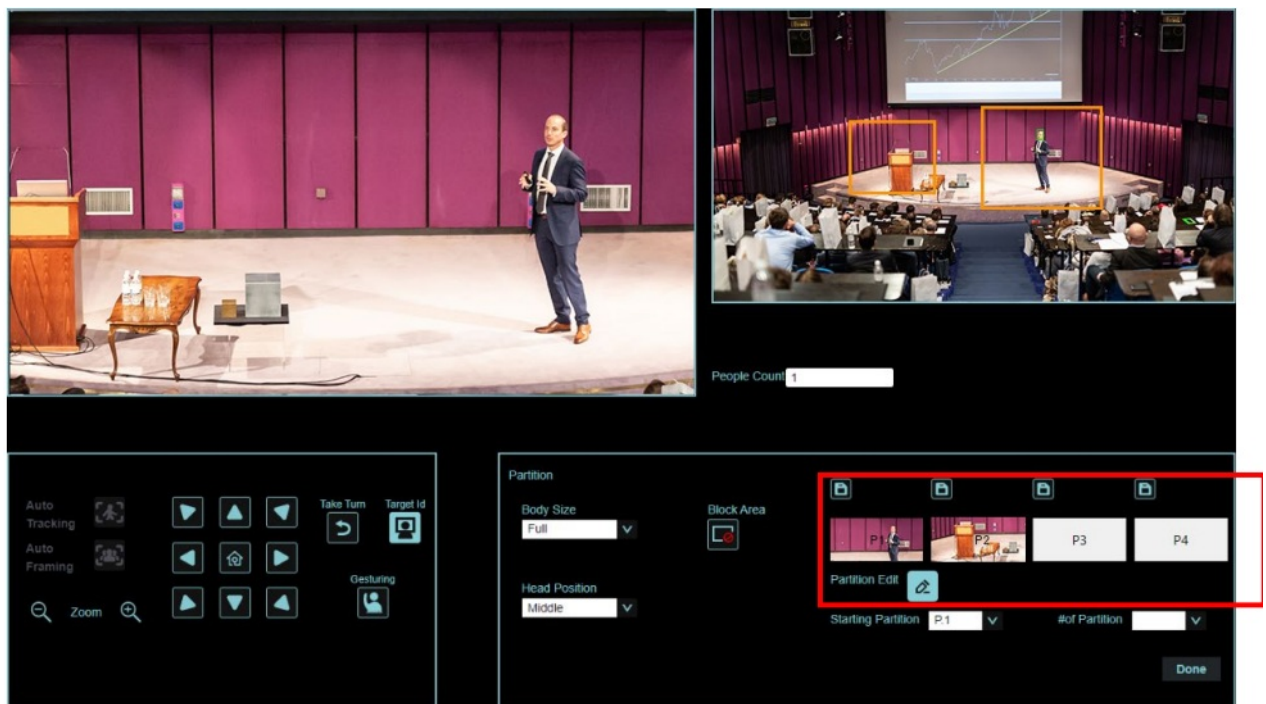 People Count 1
Auto Tracking
Auto Framing
Zoom
Take Turn
Target Id
Gesturing
Partition
Body Size
Full
Block Area
Head Position
Middle
P1
P2
P3
P4
Partition Edit
Starting Partition P.1
#of Partition
Done